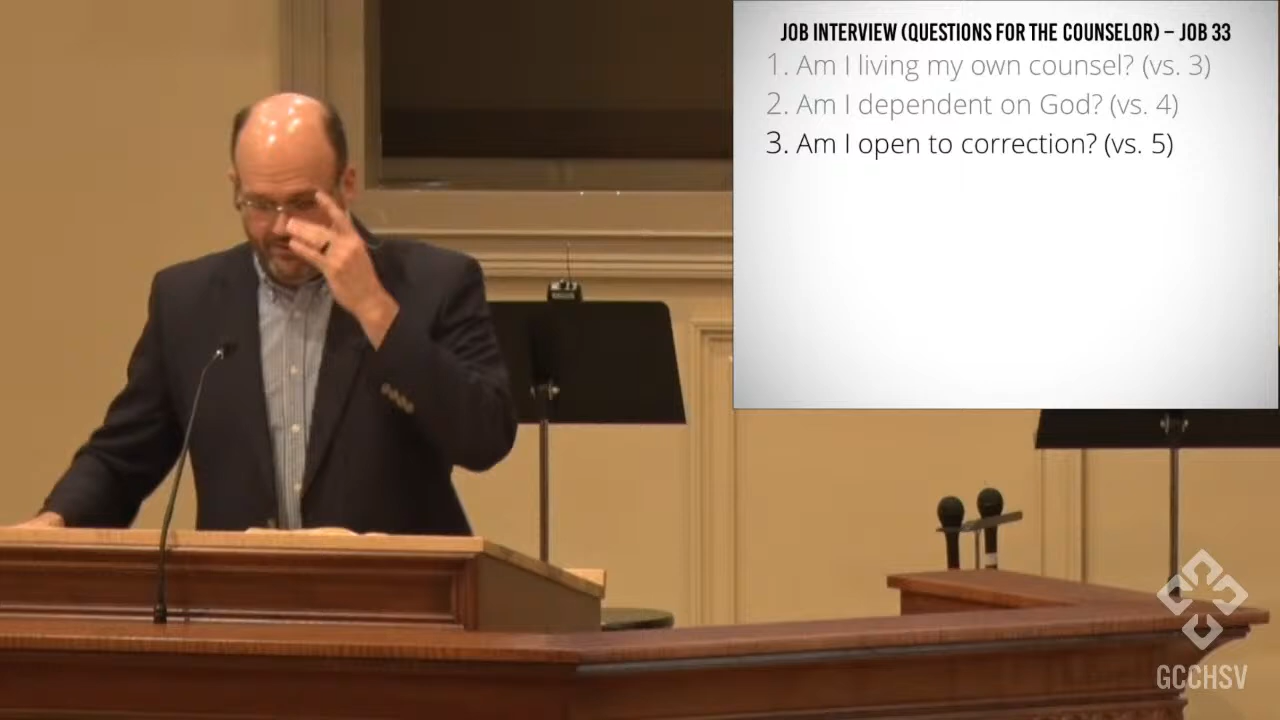 JOB INTERVIEW (QUESTIONS FOR THE COUNSELOR) – JOB 33
1. Am I living my own counsel? (vs. 3)
2. Am I dependent on God? (vs. 4)
3. Am I open to correction? (vs. 5)
GCCHSV